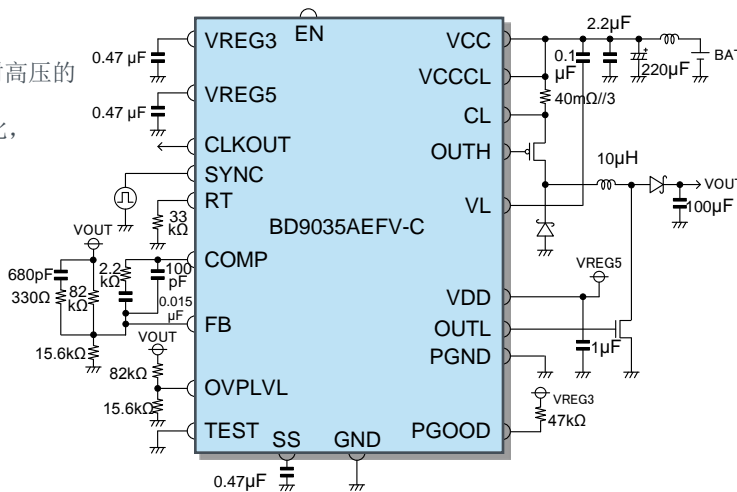 EN
VREG3
0.47 µF
高压的
VREG5
0.47 µF
CLKOUT
SYNC
RT
33
kΩ
BD9035AEFV-C
VOUT
COMP
680pF
330Ω
82
kΩ
2.2
kΩ
100
pF
0.015
µF
FB
15.6kΩ
VOUT
82kΩ
OVPLVL
15.6kΩ
TEST
SS
GND
0.47µF
VCC
VCCCL
CL
OUTH
VL
VDD
OUTL
PGND
PGOOD
0.1
µF
2.2µF
220µF
BAT
40mΩ//3
10µH
VOUT
100µF
VREG5
1µF
VREG3
47kΩ